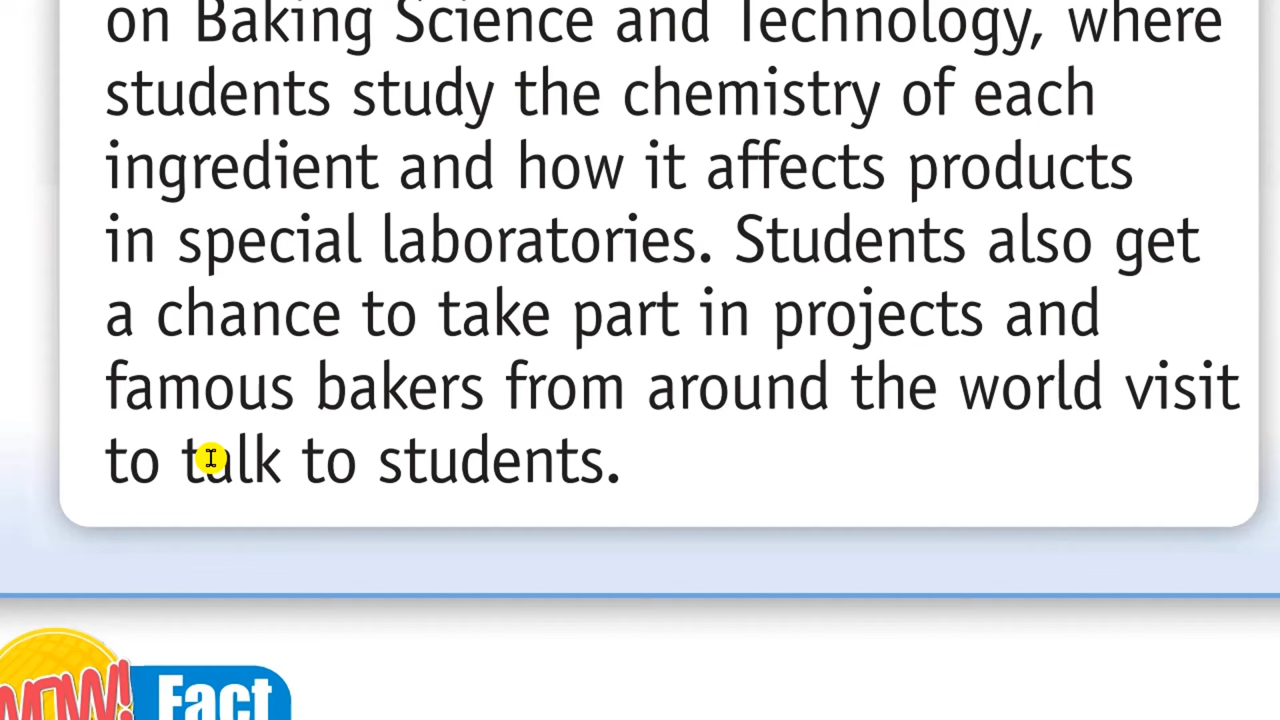 on Baking Science and Technology, where
students study the chemistry of each
ingredient and how it affects products
in special laboratories. Students also get
a chance to take part in projects and
famous bakers from around the world visit
to talk to students.
WOW!
Fact